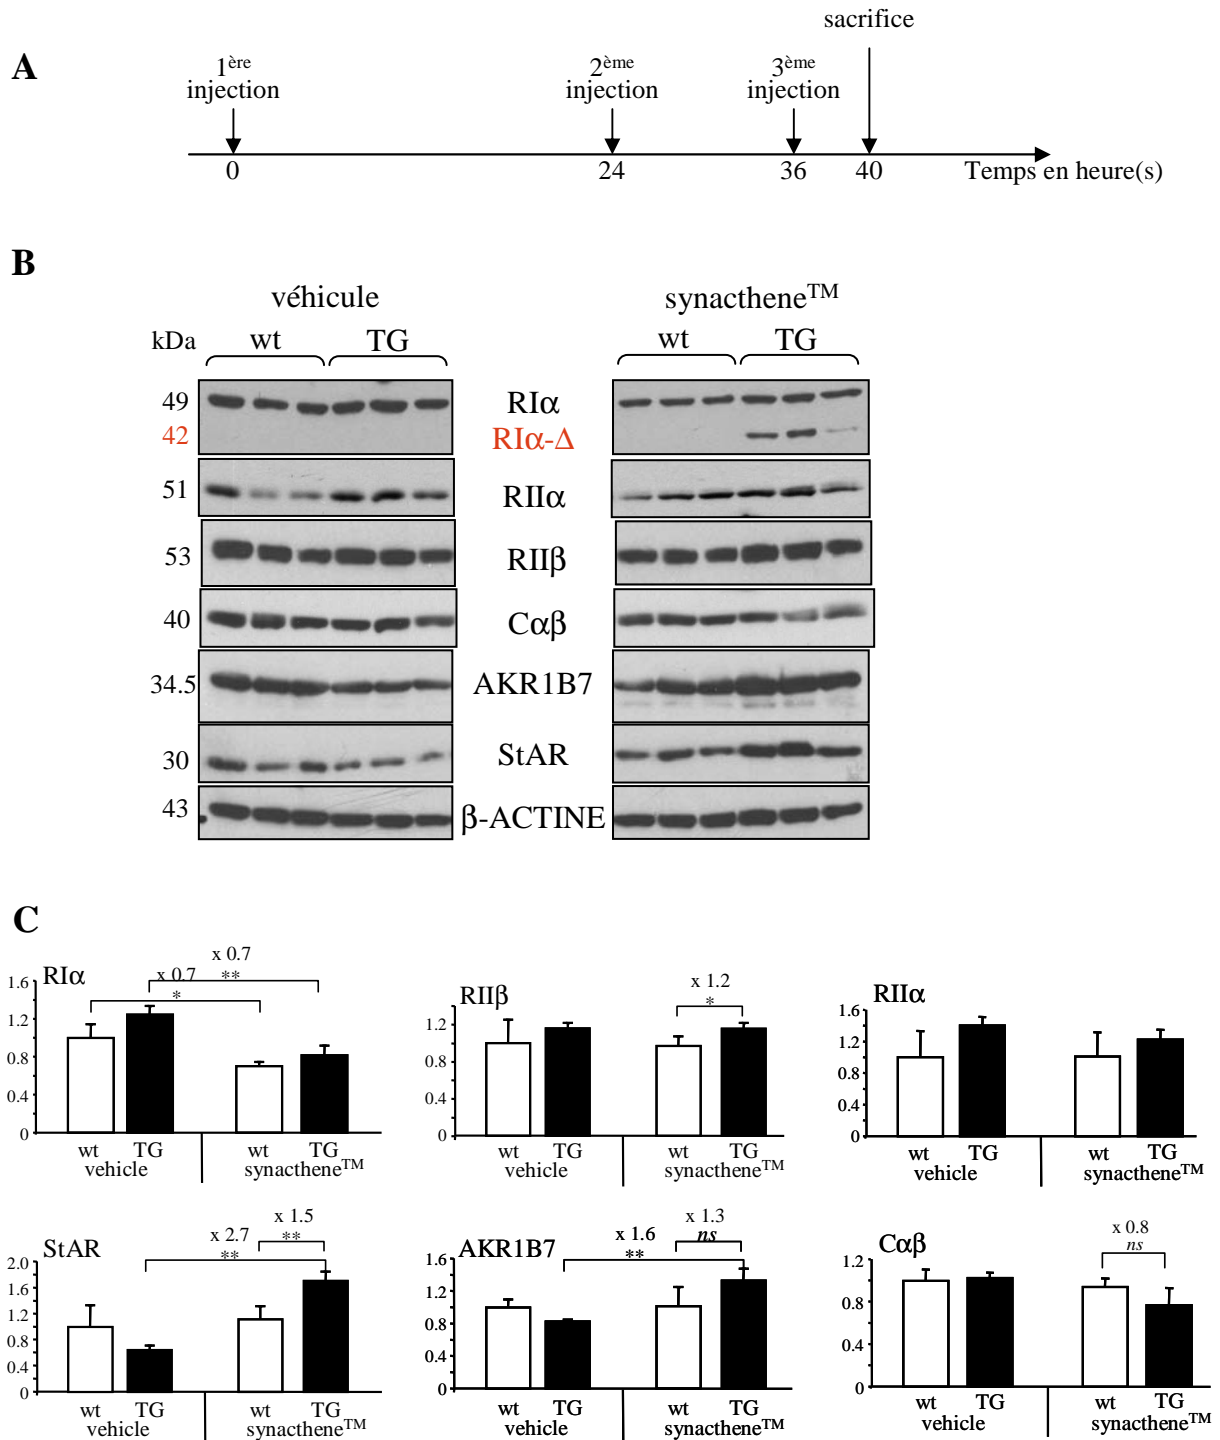 A
sacrifice
1ère injection
2ème injection
3ème injection
0 24 36 40 Temps en heure(s)
B
véhicule synactheneTM
kDa wt TG wt TG
49 RIα
42 RIα-Δ
51 RIIα
53 RIIβ
40 Cαβ
34.5 AKR1B7
30 StAR
43 β-ACTINE
C
RIα
x 0.7
**
x 0.7
*
1.6
1.2
0.8
0.4
0
wt TG wt TG
vehicle synactheneTM
RIIβ
x 1.2
*
1.2
0.8
0.4
0
wt TG wt TG
vehicle synactheneTM
RIIα
1.6
1.2
0.8
0.4
0
wt TG wt TG
vehicle synactheneTM
StAR
x 2.7
**
x 1.5
**
2.0
1.6
1.2
0.8
0.4
0
wt TG wt TG
vehicle synactheneTM
AKR1B7
x 1.6
**
x 1.3
ns
1.6
1.2
0.8
0.4
0
wt TG wt TG
vehicle synactheneTM
Cαβ
x 0.8
ns
1.2
0.8
0.4
0
wt TG wt TG
vehicle synactheneTM